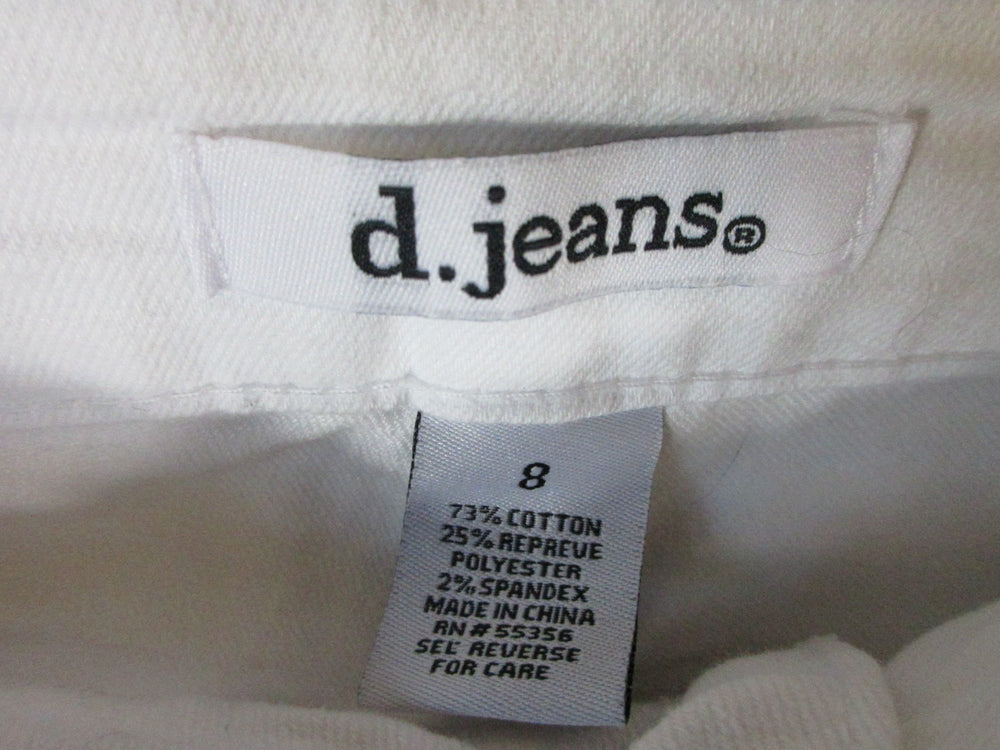 d.jeans®
8
73% COTTON
25% REPREVE
POLYESTER
2% SPANDEX
MADE IN CHINA
RN # 55356
SEE REVERSE
FOR CARE